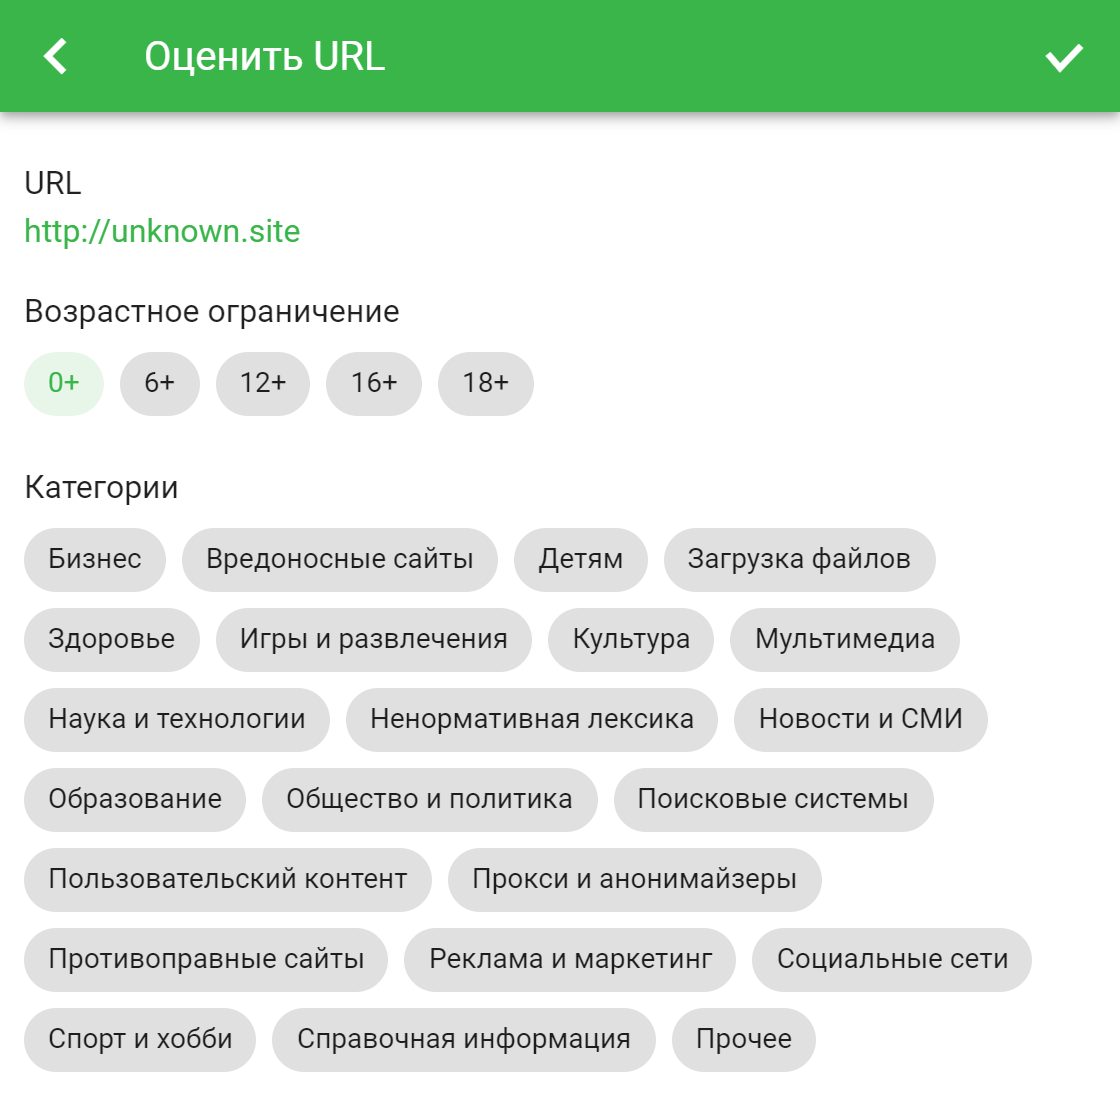 Оценить URL
URL
http://unknown.site
Возрастное ограничение
0+ 6+ 12+ 16+ 18+
Категории
Бизнес Вредоносные сайты Детям Загрузка файлов
Здоровье Игры и развлечения Культура Мультимедиа
Наука и технологии Ненормативная лексика Новости и СМИ
Образование Общество и политика Поисковые системы
Пользовательский контент Прокси и анонимайзеры
Противоправные сайты Реклама и маркетинг Социальные сети
Спорт и хобби Справочная информация Прочее